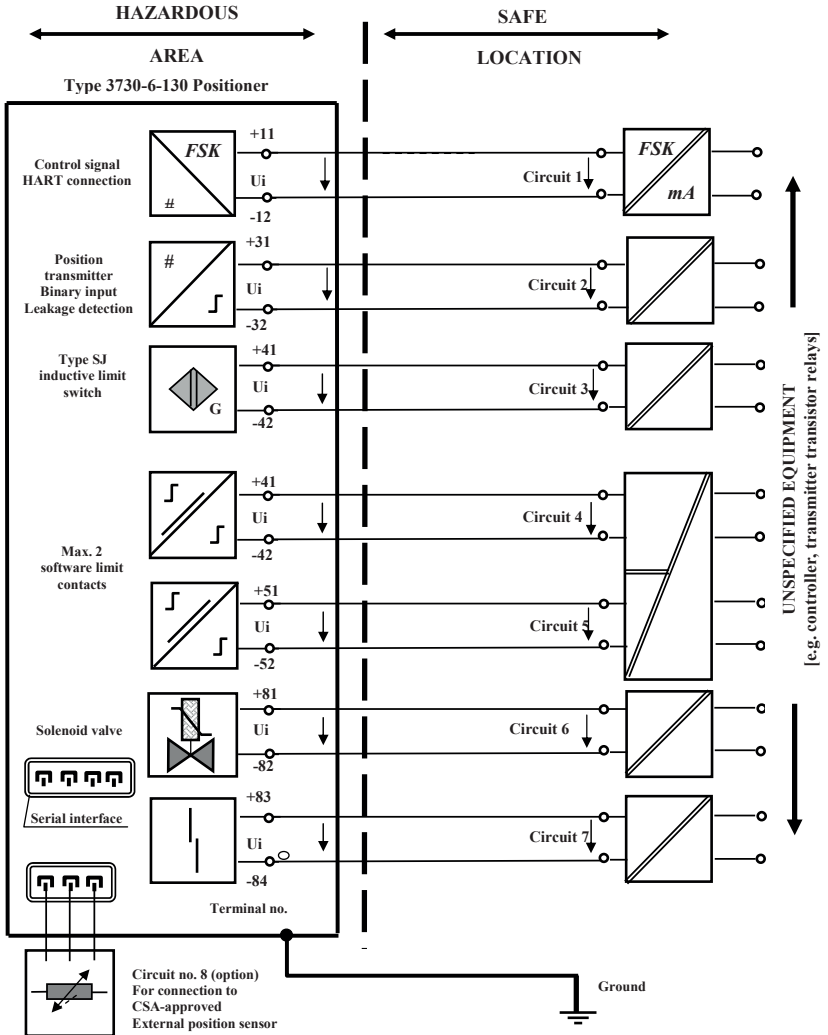 HAZARDOUS
AREA
SAFE
LOCATION
Type 3730-6-130 Positioner
Control signal
HART connection
FSK
#
+11
Ui
-12
Circuit 1
FSK
mA
Position
transmitter
Binary input
Leakage detection
#
+31
Ui
-32
Circuit 2
Type SJ
inductive limit
switch
G
+41
Ui
-42
Circuit 3
Max. 2
software limit
contacts
+41
Ui
-42
Circuit 4
+51
Ui
-52
Circuit 5
Solenoid valve
+81
Ui
-82
Circuit 6
Serial interface
+83
Ui
-84
Circuit 7
Terminal no.
UNSPECIFIED EQUIPMENT
[e.g. controller, transmitter transistor relays]
Circuit no. 8 (option)
For connection to
CSA-approved
External position sensor
Ground